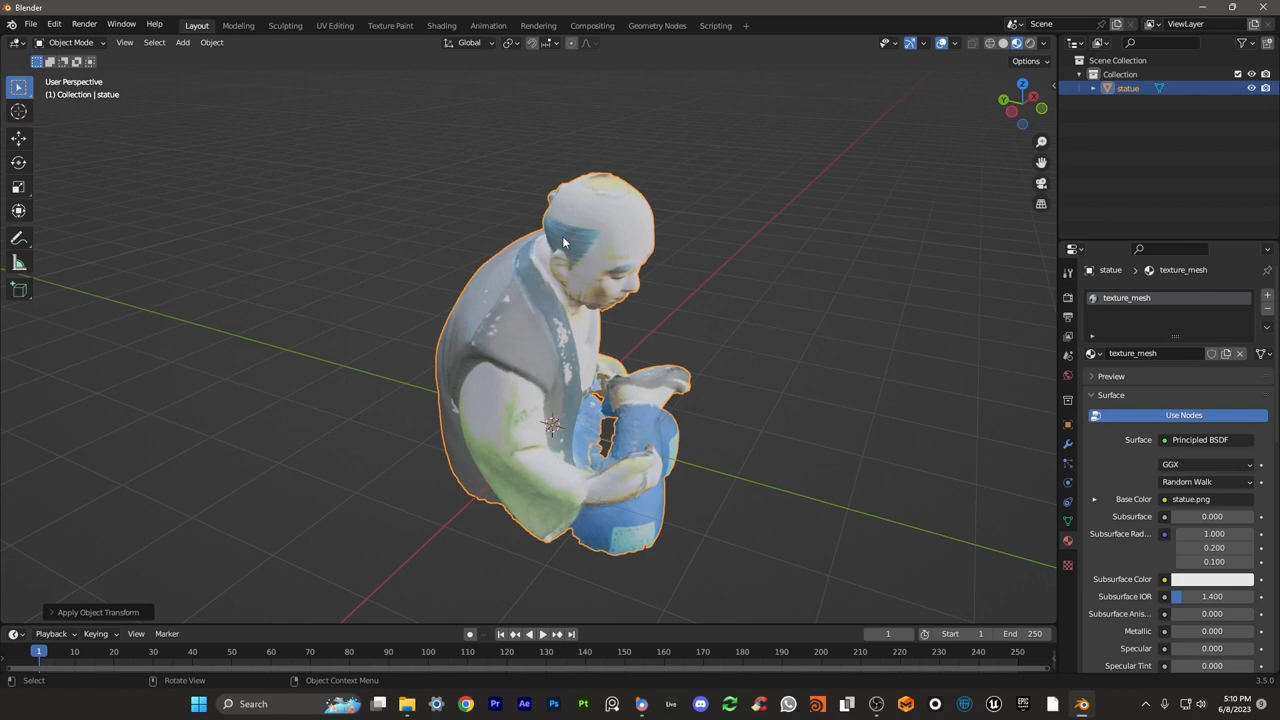 Blender
File Edit Render Window Help Layout Modeling Sculpting UV Editing Texture Paint Shading Animation Rendering Compositing Geometry Nodes Scripting + Scene ViewLayer
Object Mode View Select Add Object Global
Options
User Perspective
(1) Collection | statue
Z
Y
X
Scene Collection
Collection
statue
statue > texture_mesh
texture_mesh
texture_mesh
Preview
Surface
Use Nodes
Surface Principled BSDF
GGX
Random Walk
Base Color statue.png
Subsurface 0.000
Subsurface Rad... 1.000
0.200
0.100
Subsurface Color
Subsurface IOR 1.400
Subsurface Anis... 0.000
Metallic 0.000
Specular 0.000
Specular Tint 0.000
> Apply Object Transform
Playback Keying View Marker 1 Start 1 End 250
1 10 20 30 40 50 60 70 80 90 100 110 120 130 140 150 160 170 180 190 200 210 220 230 240 250
Select Rotate View Object Context Menu 3.5.0
Search Pr Ae Ps Pt Live EPIC 5:10 PM
6/8/2023